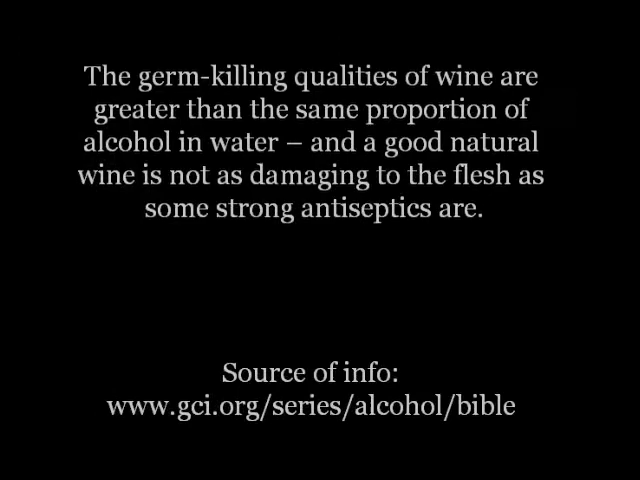 The germ-killing qualities of wine are
greater than the same proportion of
alcohol in water – and a good natural
wine is not as damaging to the flesh as
some strong antiseptics are.
Source of info:
www.gci.org/series/alcohol/bible